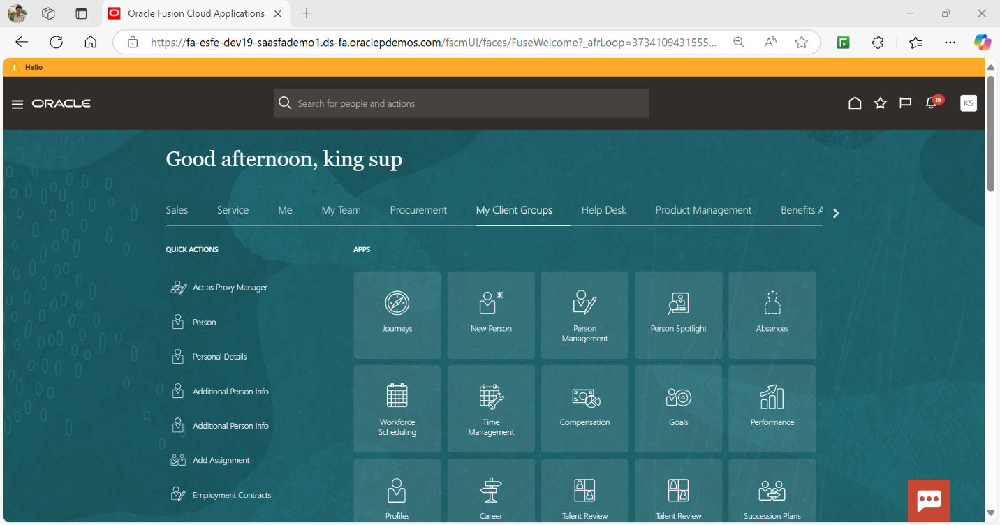 Oracle Fusion Cloud Applications
https://fa-esfe-dev19-saasfademo1.ds-fa.oraclepdemos.com/fscmUI/faces/FuseWelcome?_afrLoop=3734109431555...
Hello
ORACLE
Search for people and actions
19
KS
Good afternoon, king sup
Sales
Service
Me
My Team
Procurement
My Client Groups
Help Desk
Product Management
Benefits A
QUICK ACTIONS
Act as Proxy Manager
Person
Personal Details
Additional Person Info
Additional Person Info
Add Assignment
Employment Contracts
APPS
Journeys
New Person
Person
Management
Person Spotlight
Absences
Workforce
Scheduling
Time
Management
Compensation
Goals
Performance
Profiles
Career
Talent Review
Talent Review
Succession Plans